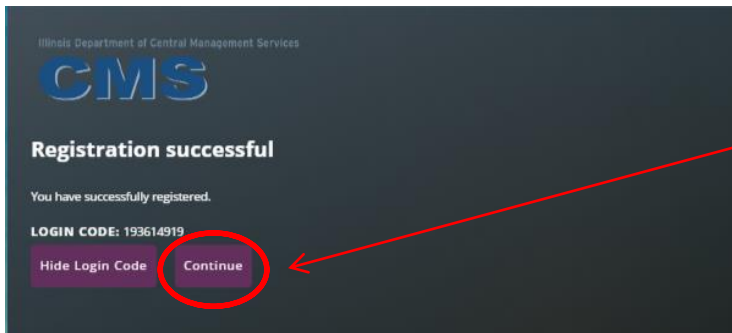 Illinois Department of Central Management Services
CMS
Registration successful
You have successfully registered.
LOGIN CODE: 193614919
Hide Login Code Continue